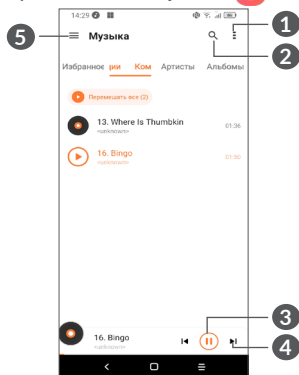 14:29
1
5
Музыка
2
Избранное ции Ком Артисты Альбомы
Перемешать все (2)
13. Where Is Thumbkin
<unknown>
01:36
16. Bingo
<unknown>
01:50
3
16. Bingo
<unknown>
4